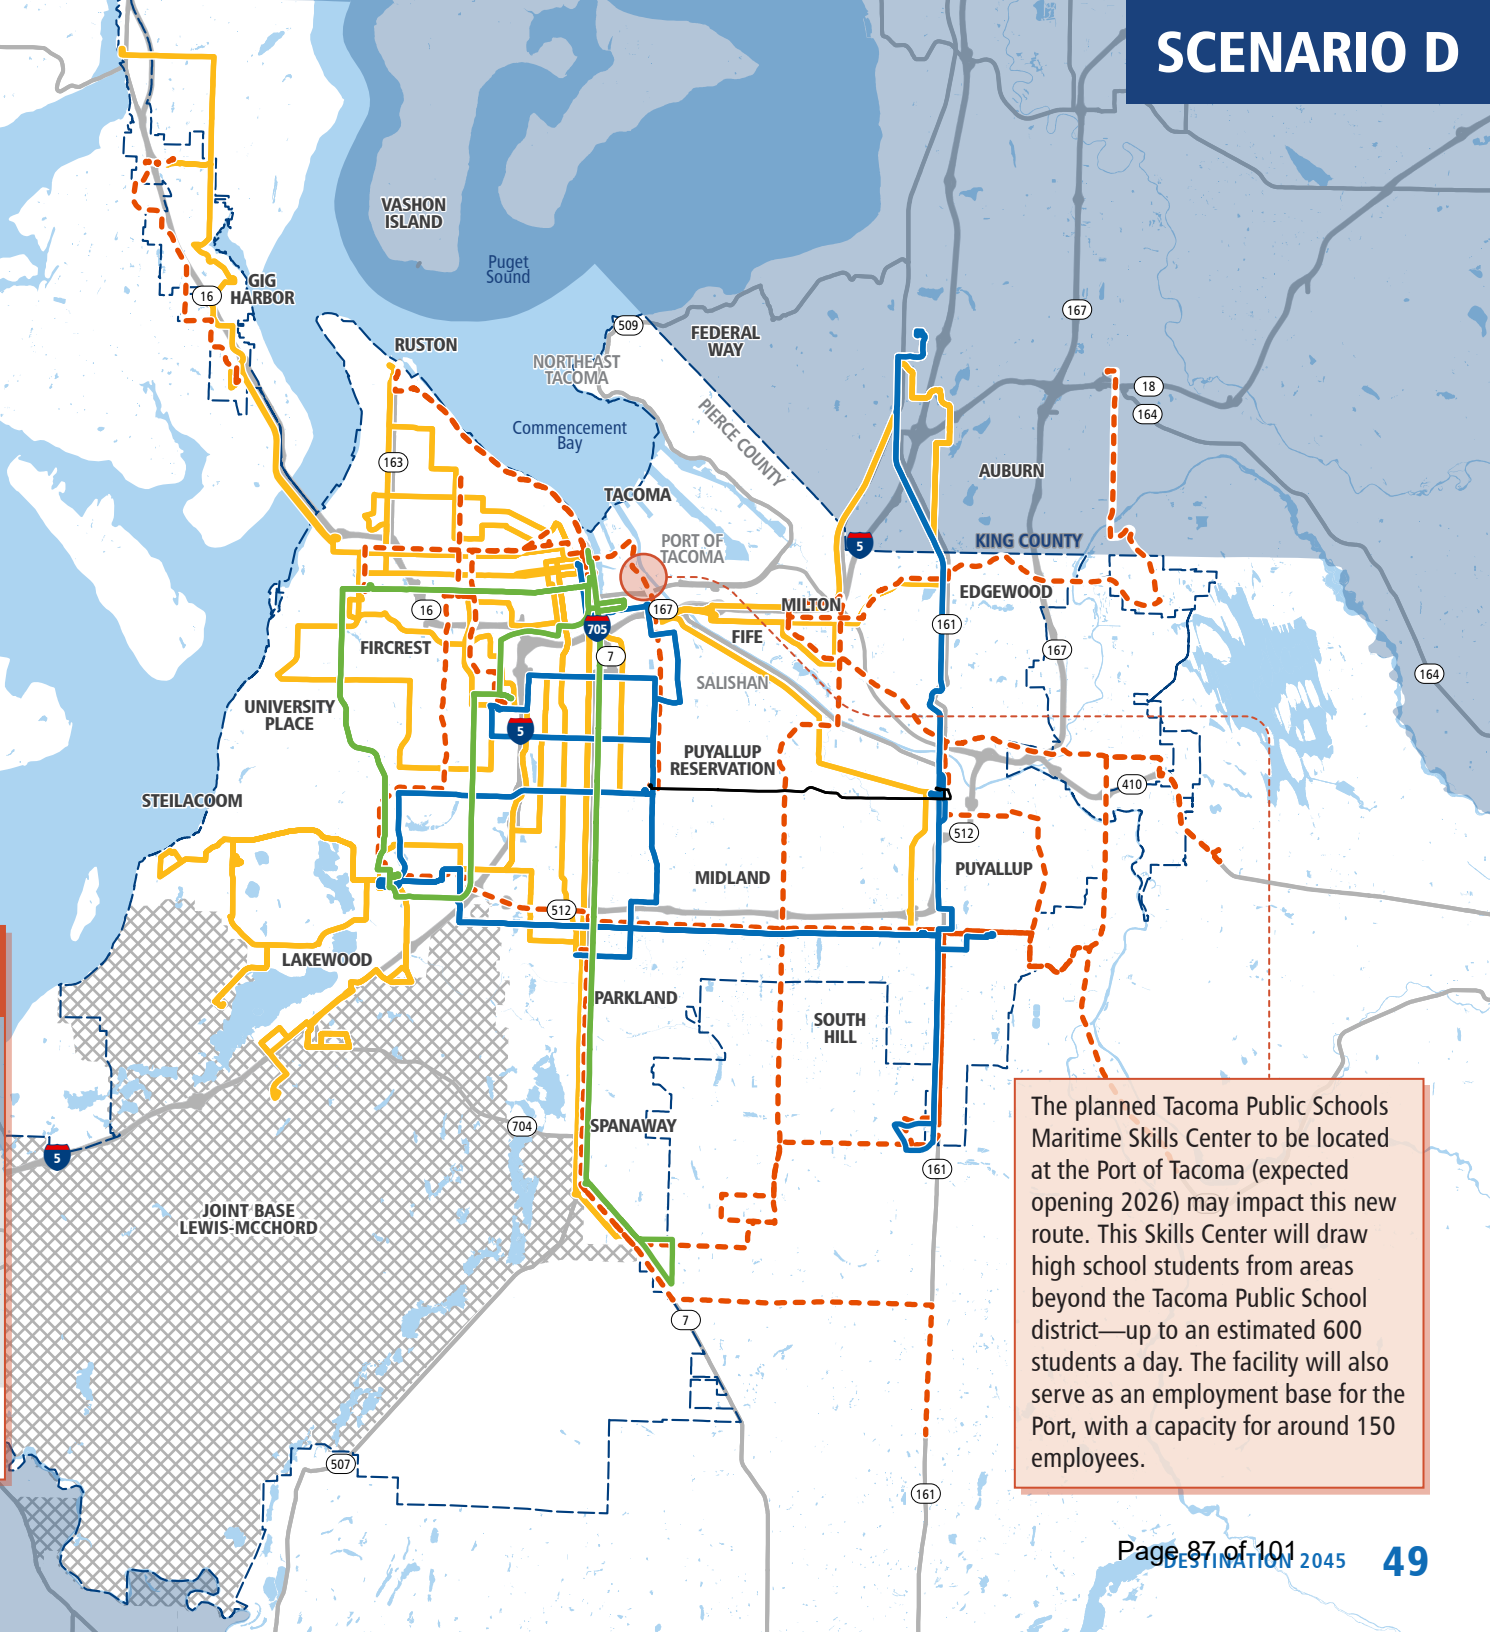 SCENARIO D
VASHON
ISLAND
Puget
Sound
GIG
HARBOR
16
RUSTON
509
FEDERAL
WAY
167
NORTHEAST
TACOMA
18
164
PIERCE COUNTY
Commencement
Bay
163
AUBURN
TACOMA
PORT OF
TACOMA
5
KING COUNTY
EDGEWOOD
MILTON
16
167
161
705
FIFE
FIRCREST
7
167
164
SALISHAN
UNIVERSITY
PLACE
5
PUYALLUP
RESERVATION
410
STEILACOOM
512
PUYALLUP
MIDLAND
512
LAKEWOOD
PARKLAND
SOUTH
HILL
704
SPANAWAY
5
161
JOINT BASE
LEWIS-MCCHORD
7
507
161
The planned Tacoma Public Schools
Maritime Skills Center to be located
at the Port of Tacoma (expected
opening 2026) may impact this new
route. This Skills Center will draw
high school students from areas
beyond the Tacoma Public School
district—up to an estimated 600
students a day. The facility will also
serve as an employment base for the
Port, with a capacity for around 150
employees.
Page 87 of 101
DESTINATION 2045 49